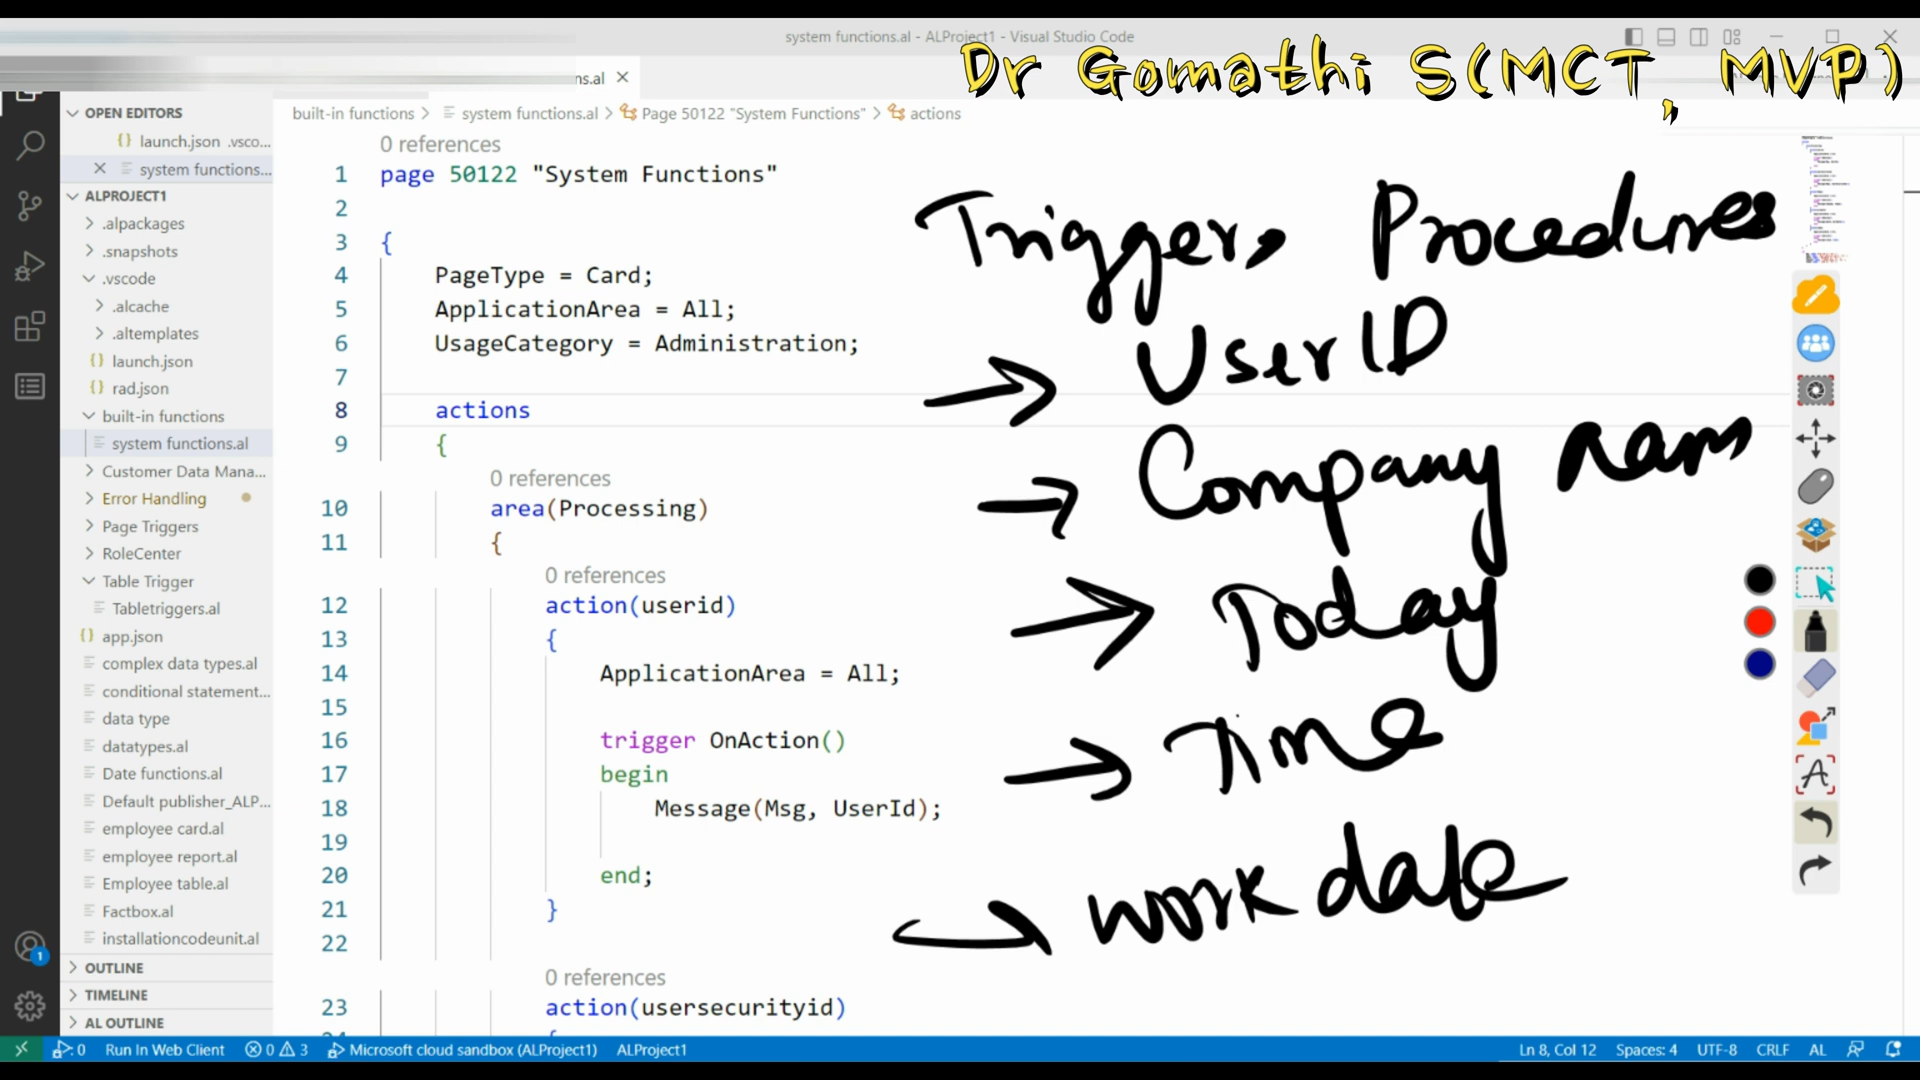 system functions.al - ALProject1 - Visual Studio Code
Dr Gomathi S(MCT, MVP)
ns.al
OPEN EDITORS
launch.json .vsco...
system functions...
ALPROJECT1
.alpackages
.snapshots
.vscode
.alcache
.altemplates
launch.json
rad.json
built-in functions
system functions.al
Customer Data Mana...
Error Handling
Page Triggers
RoleCenter
Table Trigger
Tabletriggers.al
app.json
complex data types.al
conditional statement...
data type
datatypes.al
Date functions.al
Default publisher_ALP...
employee card.al
employee report.al
Employee table.al
Factbox.al
installationcodeunit.al
OUTLINE
TIMELINE
AL OUTLINE
built-in functions > system functions.al > Page 50122 "System Functions" > actions
0 references
1 page 50122 "System Functions"
2
3 {
4 PageType = Card;
5 ApplicationArea = All;
6 UsageCategory = Administration;
7
8 actions
9 {
0 references
10 area(Processing)
11 {
0 references
12 action(userid)
13 {
14 ApplicationArea = All;
15
16 trigger OnAction()
17 begin
18 Message(Msg, UserId);
19
20 end;
21 }
22
0 references
23 action(usersecurityid)
Triggers Procedures
→ UserID
→ Company nam
→ Today
→ Time
→ work date
A
1
0 Run In Web Client 0 3 Microsoft cloud sandbox (ALProject1) ALProject1 Ln 8, Col 12 Spaces: 4 UTF-8 CRLF AL